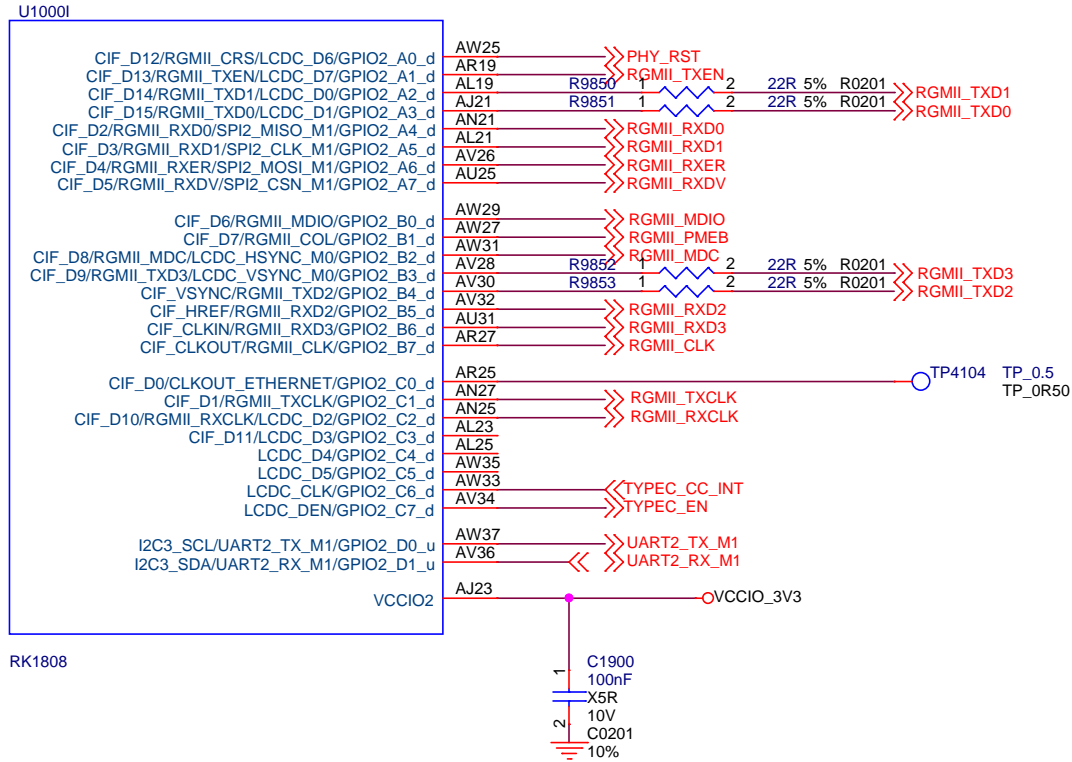 U1000I
CIF_D12/RGMII_CRS/LCDC_D6/GPIO2_A0_d AW25 PHY_RST
CIF_D13/RGMII_TXEN/LCDC_D7/GPIO2_A1_d AR19 RGMII_TXEN
CIF_D14/RGMII_TXD1/LCDC_D0/GPIO2_A2_d AL19 R9850 1 2 22R 5% R0201 RGMII_TXD1
CIF_D15/RGMII_TXD0/LCDC_D1/GPIO2_A3_d AJ21 R9851 1 2 22R 5% R0201 RGMII_TXD0
CIF_D2/RGMII_RXD0/SPI2_MISO_M1/GPIO2_A4_d AN21 RGMII_RXD0
CIF_D3/RGMII_RXD1/SPI2_CLK_M1/GPIO2_A5_d AL21 RGMII_RXD1
CIF_D4/RGMII_RXER/SPI2_MOSI_M1/GPIO2_A6_d AV26 RGMII_RXER
CIF_D5/RGMII_RXDV/SPI2_CSN_M1/GPIO2_A7_d AU25 RGMII_RXDV
CIF_D6/RGMII_MDIO/GPIO2_B0_d AW29 RGMII_MDIO
CIF_D7/RGMII_COL/GPIO2_B1_d AW27 RGMII_PMEB
CIF_D8/RGMII_MDC/LCDC_HSYNC_M0/GPIO2_B2_d AW31 RGMII_MDC
CIF_D9/RGMII_TXD3/LCDC_VSYNC_M0/GPIO2_B3_d AV28 R9852 1 2 22R 5% R0201 RGMII_TXD3
CIF_VSYNC/RGMII_TXD2/GPIO2_B4_d AV30 R9853 1 2 22R 5% R0201 RGMII_TXD2
CIF_HREF/RGMII_RXD2/GPIO2_B5_d AV32 RGMII_RXD2
CIF_CLKIN/RGMII_RXD3/GPIO2_B6_d AU31 RGMII_RXD3
CIF_CLKOUT/RGMII_CLK/GPIO2_B7_d AR27 RGMII_CLK
CIF_D0/CLKOUT_ETHERNET/GPIO2_C0_d AR25 TP4104 TP_0.5
TP_0R50
CIF_D1/RGMII_TXCLK/GPIO2_C1_d AN27 RGMII_TXCLK
CIF_D10/RGMII_RXCLK/LCDC_D2/GPIO2_C2_d AN25 RGMII_RXCLK
CIF_D11/LCDC_D3/GPIO2_C3_d AL23
LCDC_D4/GPIO2_C4_d AL25
LCDC_D5/GPIO2_C5_d AW35
LCDC_CLK/GPIO2_C6_d AW33 TYPEC_CC_INT
LCDC_DEN/GPIO2_C7_d AV34 TYPEC_EN
I2C3_SCL/UART2_TX_M1/GPIO2_D0_u AW37 UART2_TX_M1
I2C3_SDA/UART2_RX_M1/GPIO2_D1_u AV36 UART2_RX_M1
VCCIO2 AJ23 VCCIO_3V3
RK1808
1 C1900
100nF
X5R
10V
2 C0201
10%